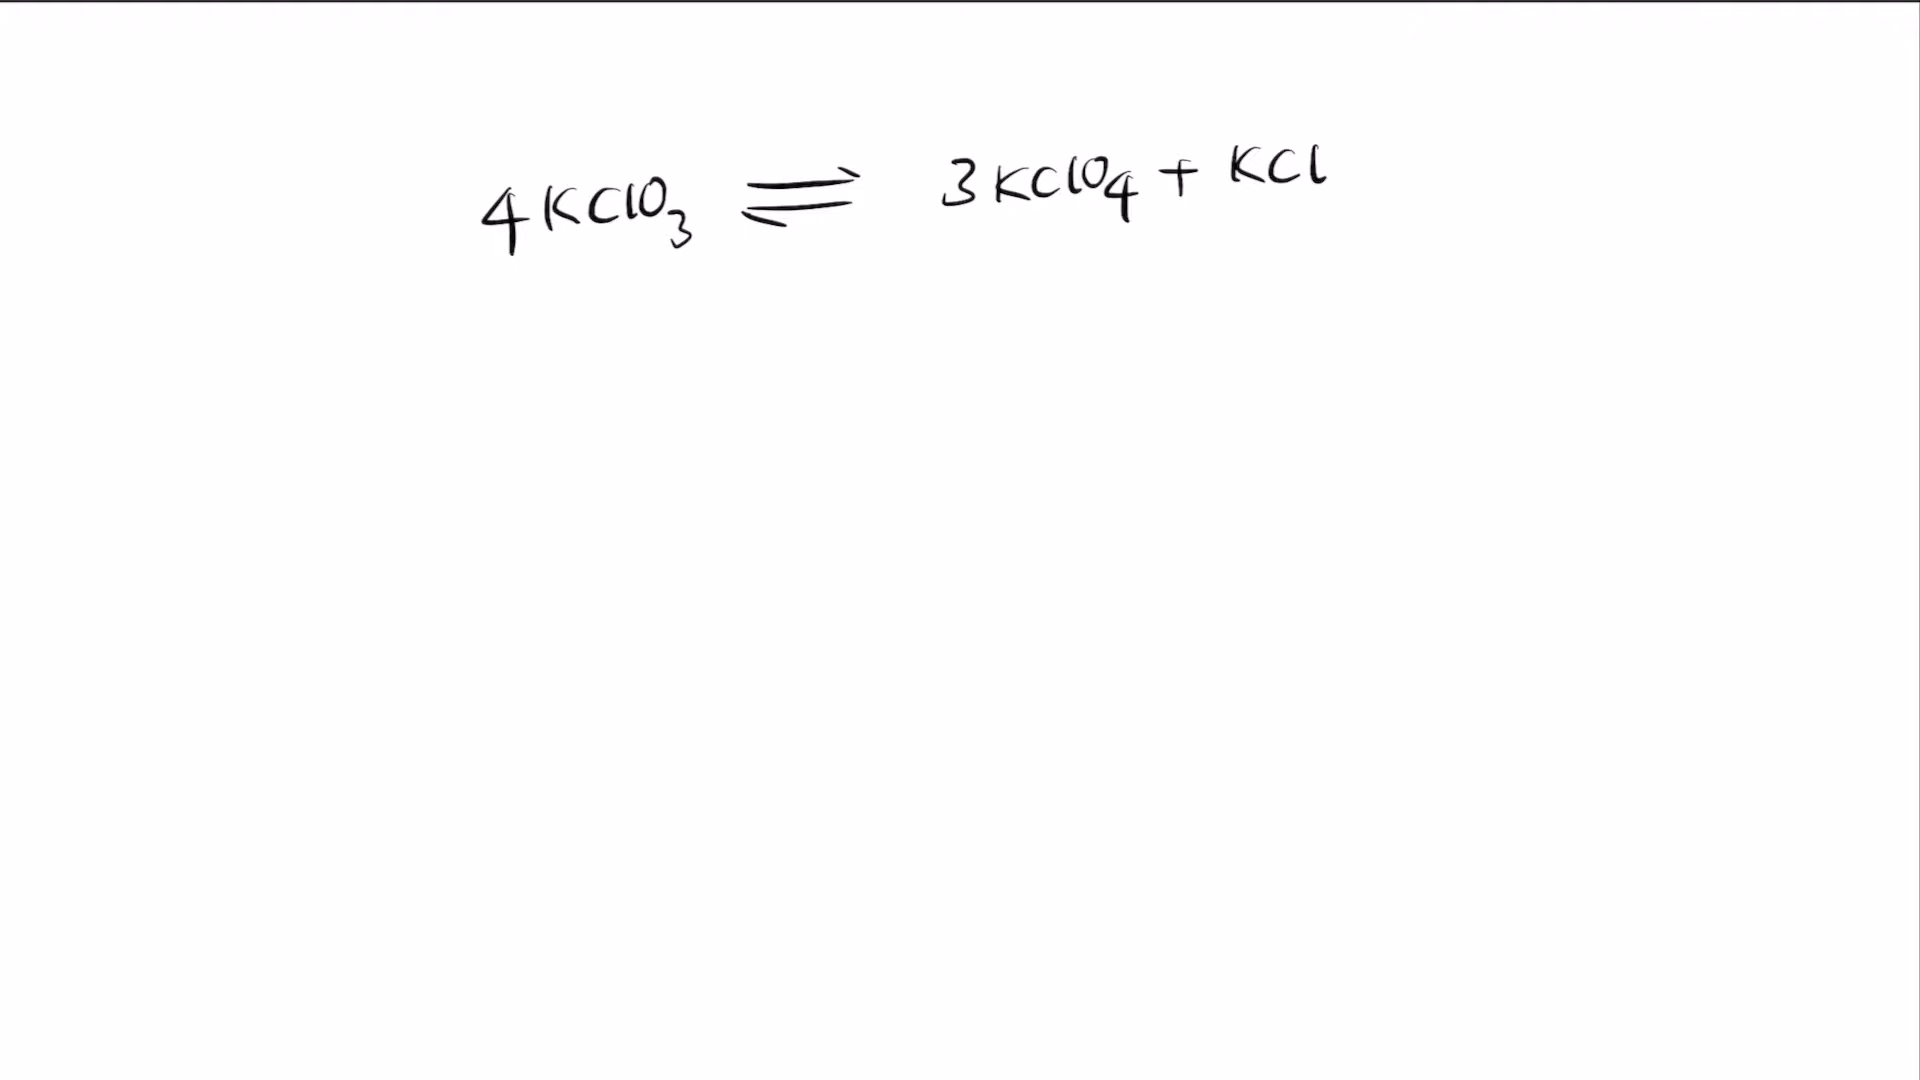 4KClO₃ ⇌ 3KClO₄ + KCl